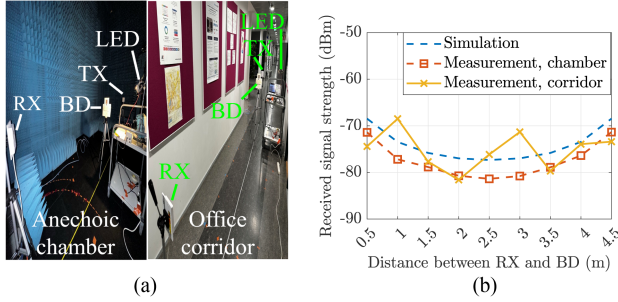 LED
TX
BD
RX
Anechoic
chamber
LED
TX
BD
RX
Office
corridor
(a)
Received signal strength (dBm)
-50
-60
-70
-80
-90
Simulation
Measurement, chamber
Measurement, corridor
0.5
1
1.5
2
2.5
3
3.5
4
4.5
Distance between RX and BD (m)
(b)